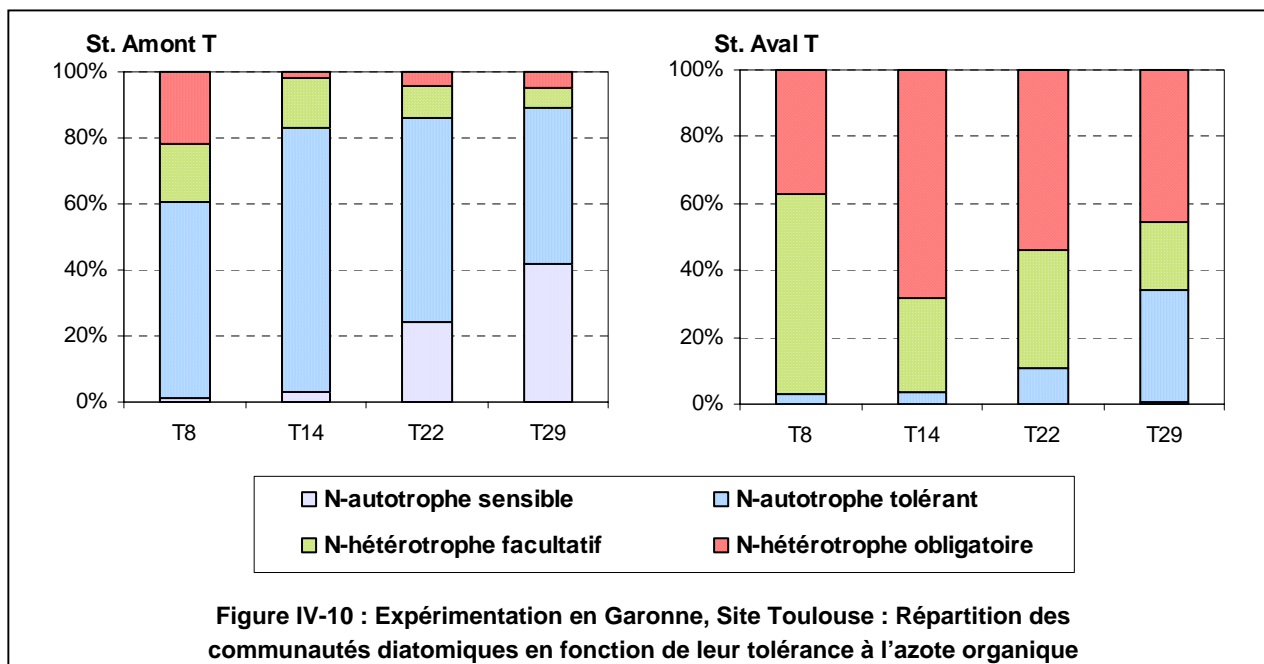 St. Amont T
100%
80%
60%
40%
20%
0%
T8 T14 T22 T29
St. Aval T
100%
80%
60%
40%
20%
0%
T8 T14 T22 T29
N-autotrophe sensible N-autotrophe tolérant
N-hétérotrophe facultatif N-hétérotrophe obligatoire
Figure IV-10 : Expérimentation en Garonne, Site Toulouse : Répartition des
communautés diatomiques en fonction de leur tolérance à l’azote organique